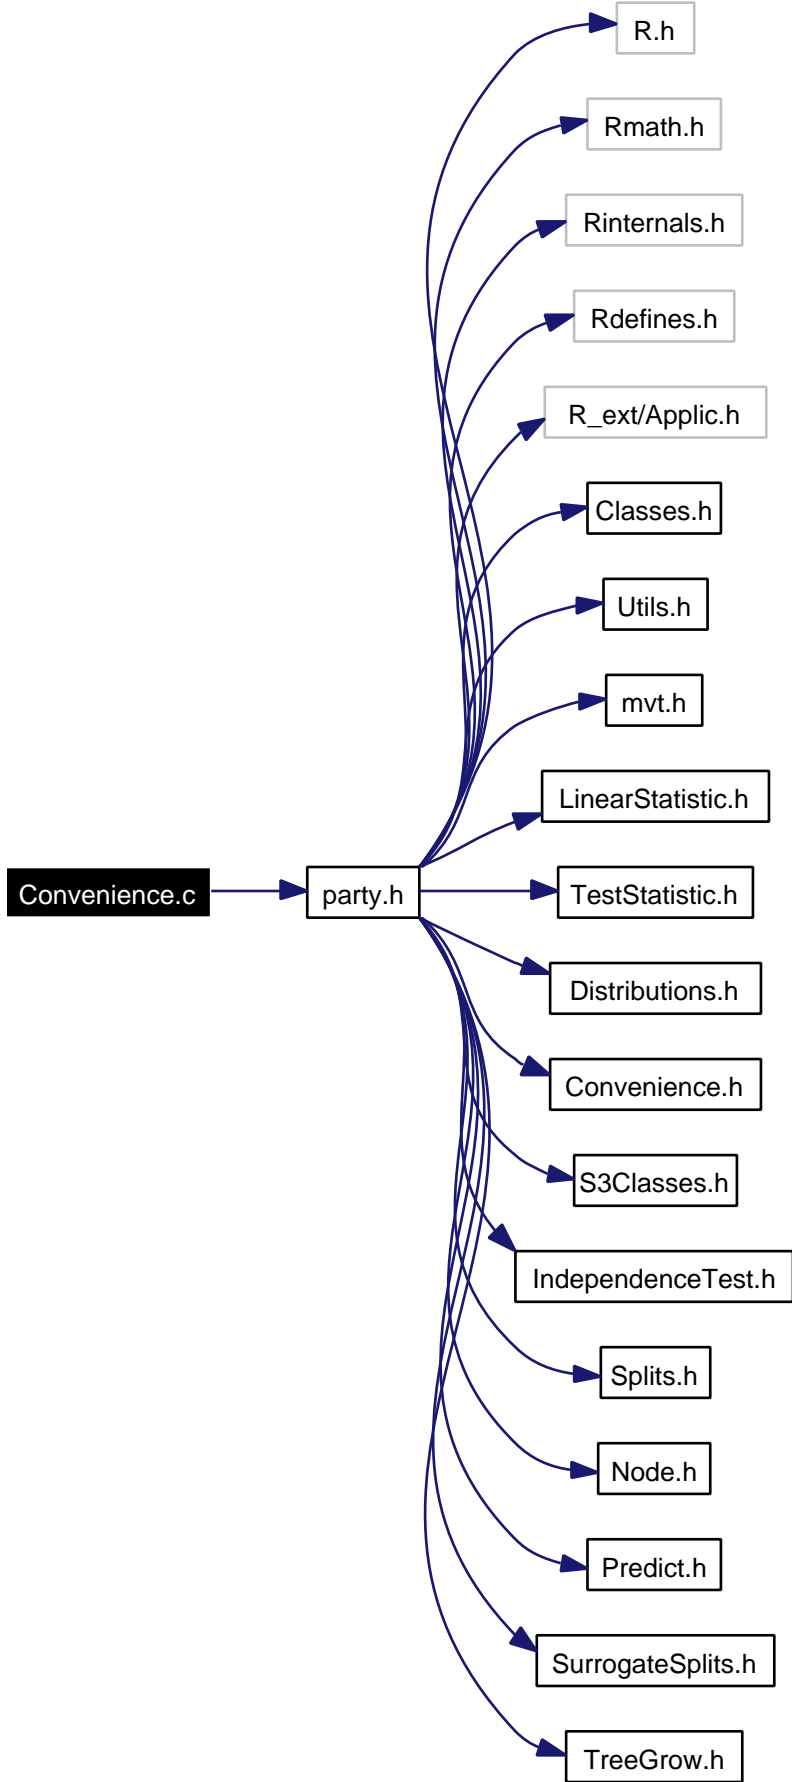 R.h
Rmath.h
Rinternals.h
Rdefines.h
R_ext/Applic.h
Classes.h
Utils.h
mvt.h
LinearStatistic.h
Convenience.c
party.h
TestStatistic.h
Distributions.h
Convenience.h
S3Classes.h
IndependenceTest.h
Splits.h
Node.h
Predict.h
SurrogateSplits.h
TreeGrow.h